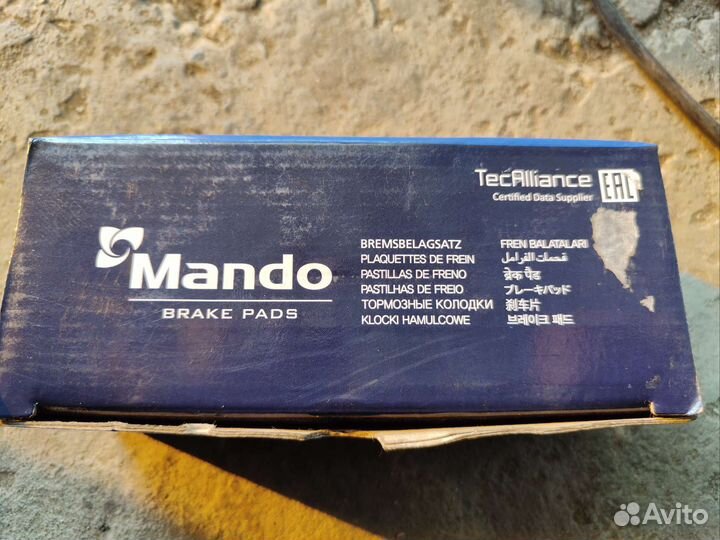 TecAlliance
Certified Data Supplier
EAC
Mando
BRAKE PADS
BREMSBELAGSATZ
PLAQUETTES DE FREIN
PASTILLAS DE FRENO
PASTILHAS DE FREIO
ТОРМОЗНЫЕ КОЛОДКИ
KLOCKI HAMULCOWE
FREN BALATALARI
قمصات الفرامل
ब्रेक पैड
ブレーキパッド
刹车片
브레이크 패드
Avito